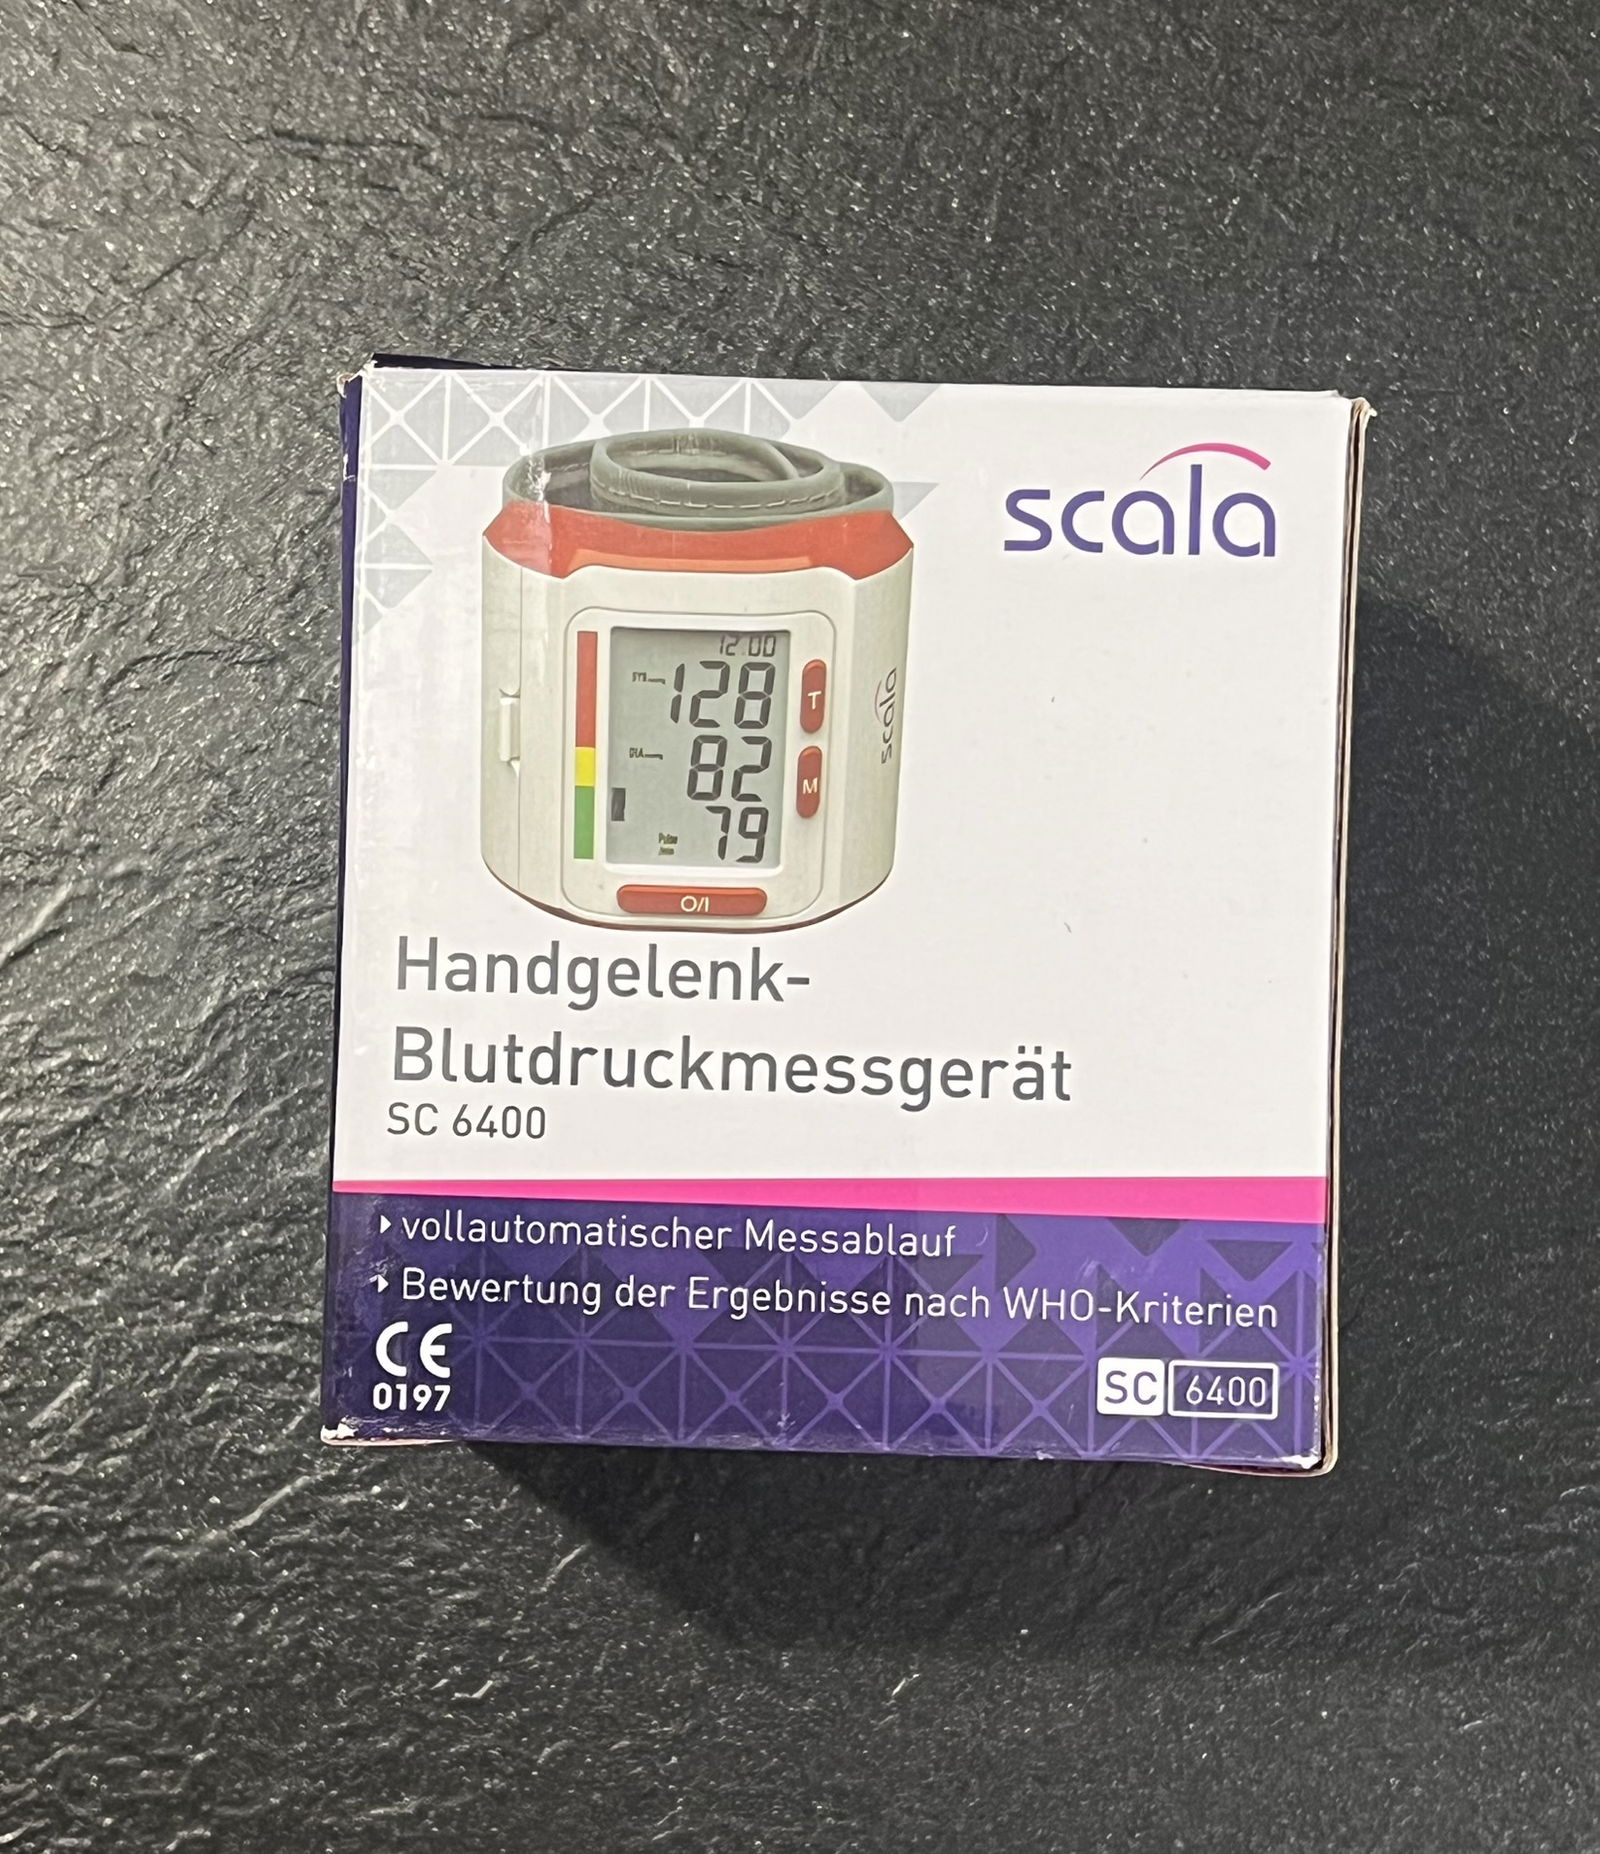 scala
12:00
SYS
128
DIA
82
Pulse
/min
79
T
M
scala
O/I
Handgelenk-
Blutdruckmessgerät
SC 6400
vollautomatischer Messablauf
Bewertung der Ergebnisse nach WHO-Kriterien
CE
0197
SC 6400